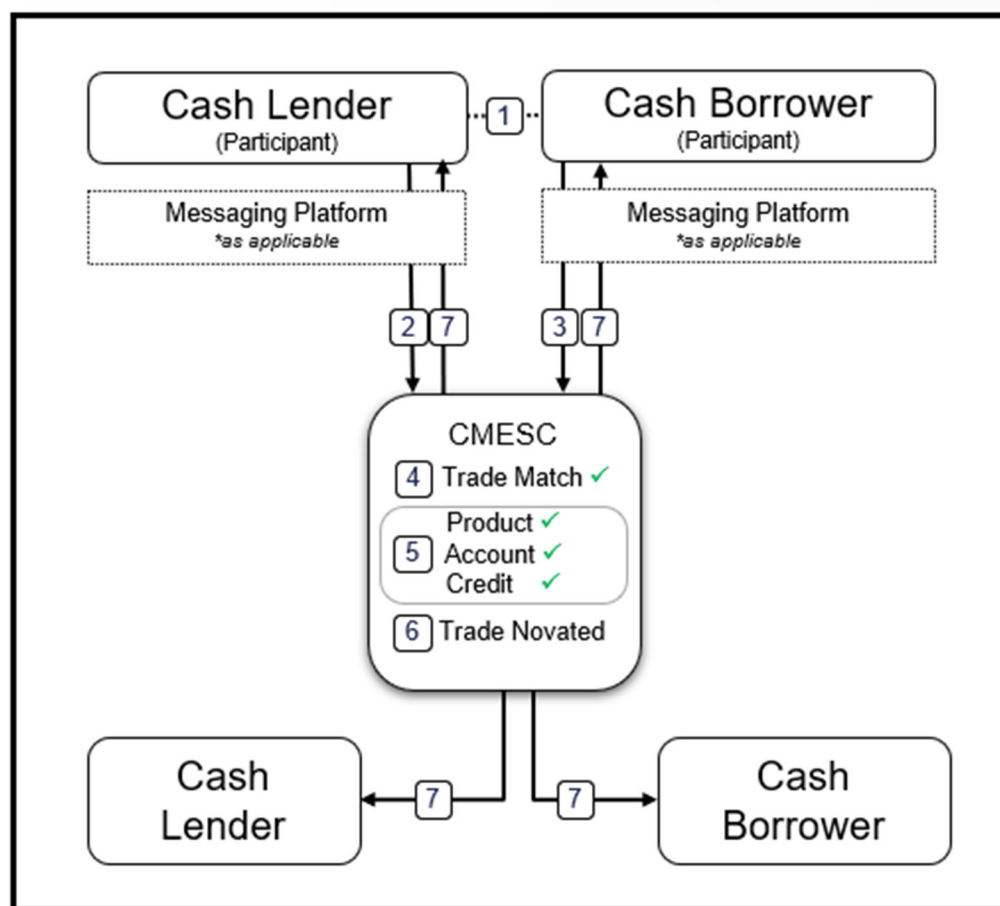 Cash Lender
(Participant)
1
Cash Borrower
(Participant)
Messaging Platform
*as applicable
Messaging Platform
*as applicable
2
7
3
7
CMESC
4 Trade Match ✓
Product ✓
5 Account ✓
Credit ✓
6 Trade Novated
Cash
Lender
7
7
Cash
Borrower